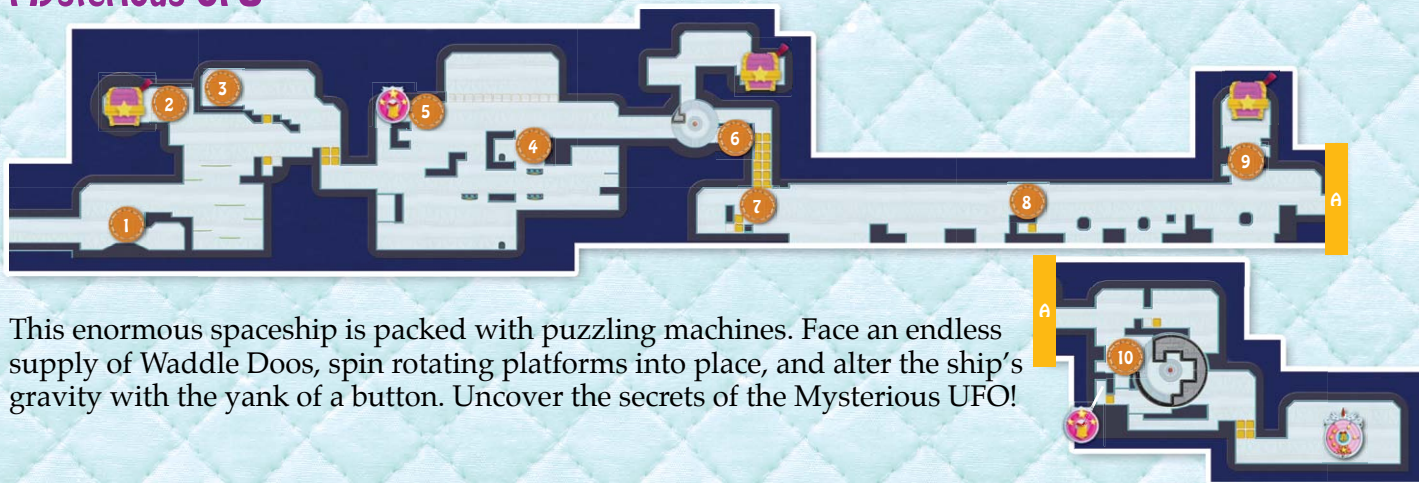 Mysterious UFO
3
2
5
4
6
9
7
8
1
A
A
10
This enormous spaceship is packed with puzzling machines. Face an endless
supply of Waddle Doos, spin rotating platforms into place, and alter the ship's
gravity with the yank of a button. Uncover the secrets of the Mysterious UFO!